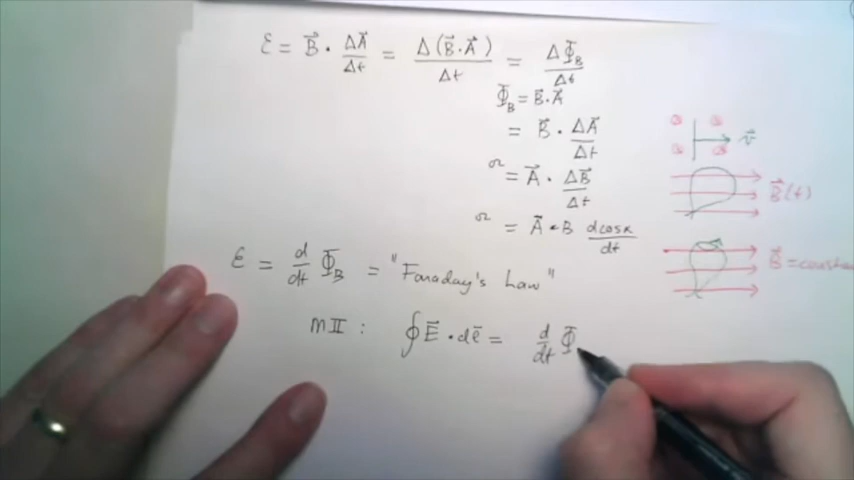 ε = B⃗ · ΔA⃗/Δt = Δ(B⃗·A⃗)/Δt = ΔΦ_B/Δt
Φ_B = B⃗·A⃗
= B⃗ · ΔA⃗/Δt
or = A⃗ · ΔB⃗/Δt
or = A⃗·B dcosα/dt
v⃗
B⃗(t)
B⃗ = constan
ε = d/dt Φ_B = "Faraday's Law"
MII : ∮E⃗ · dℓ⃗ = d/dt Φ